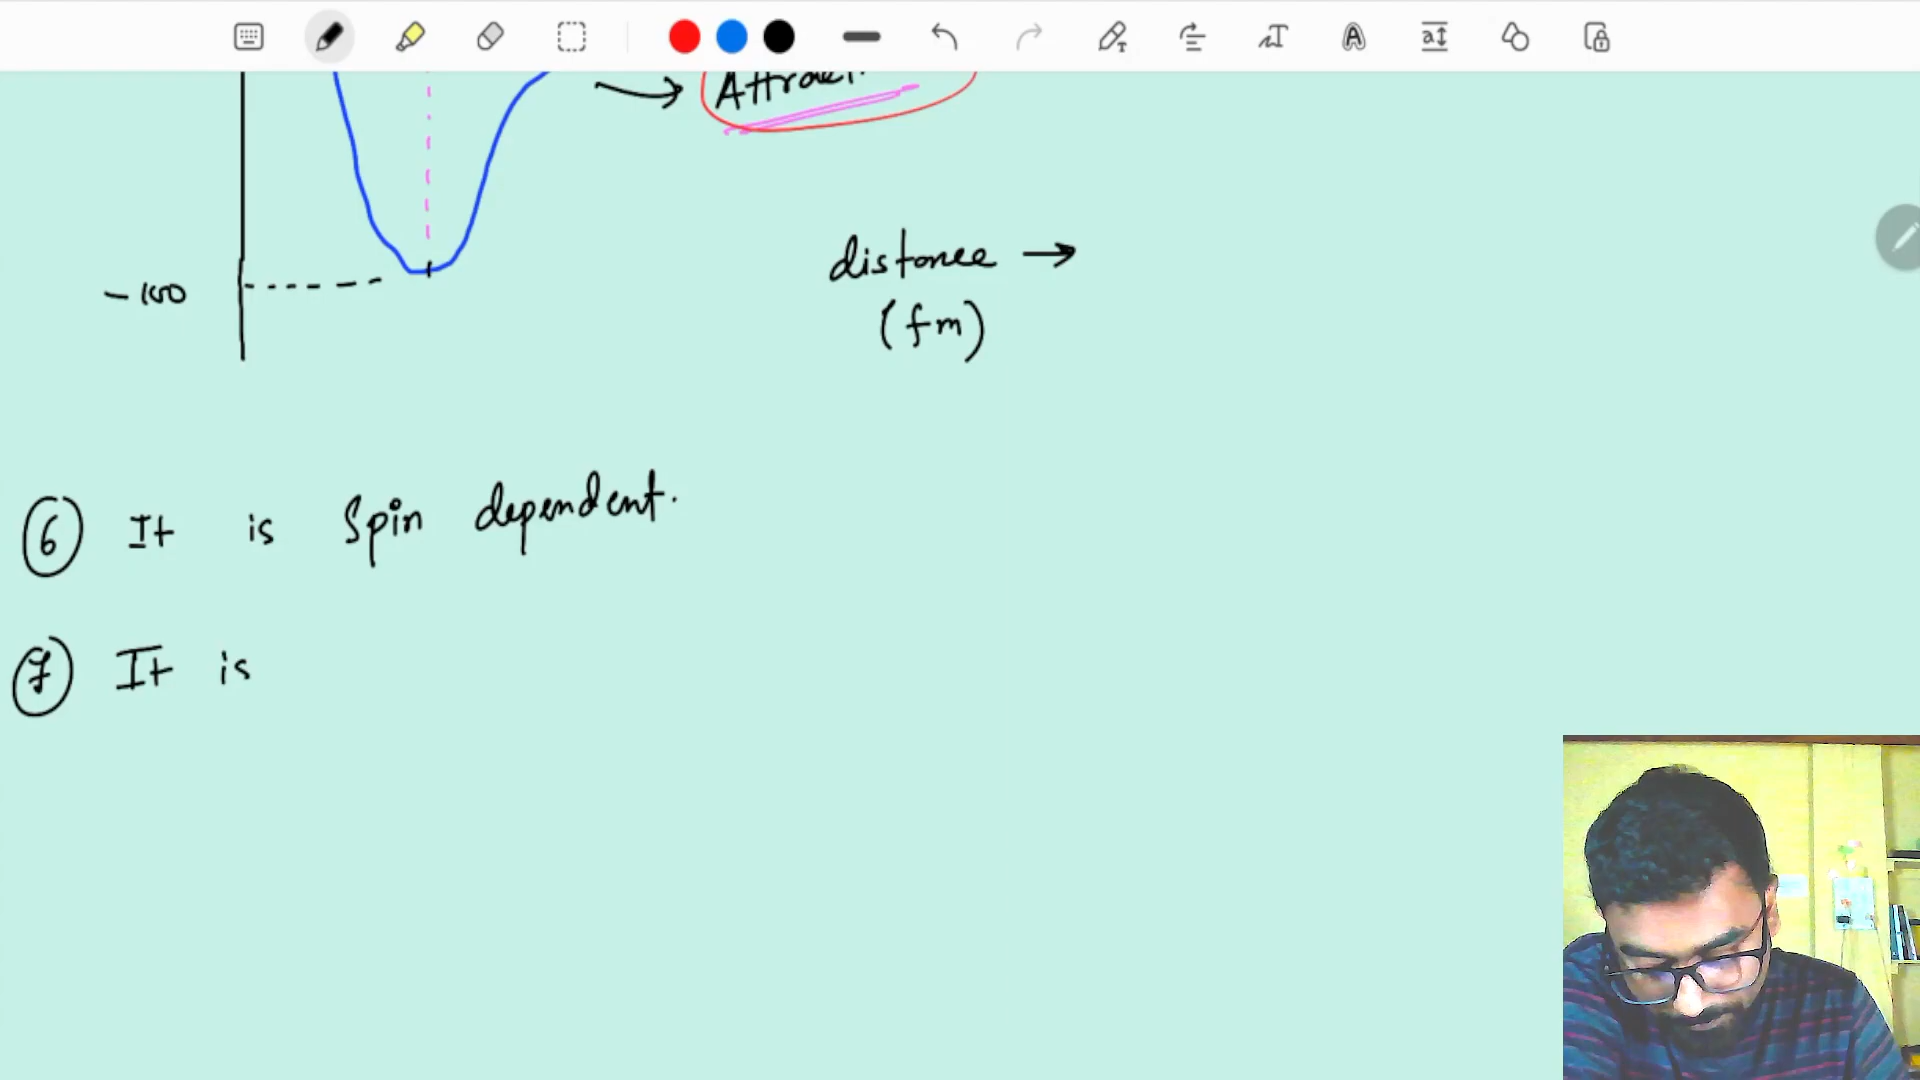 Attract
- 100
distance →
(fm)
⑥ It is Spin dependent.
⑦ It is